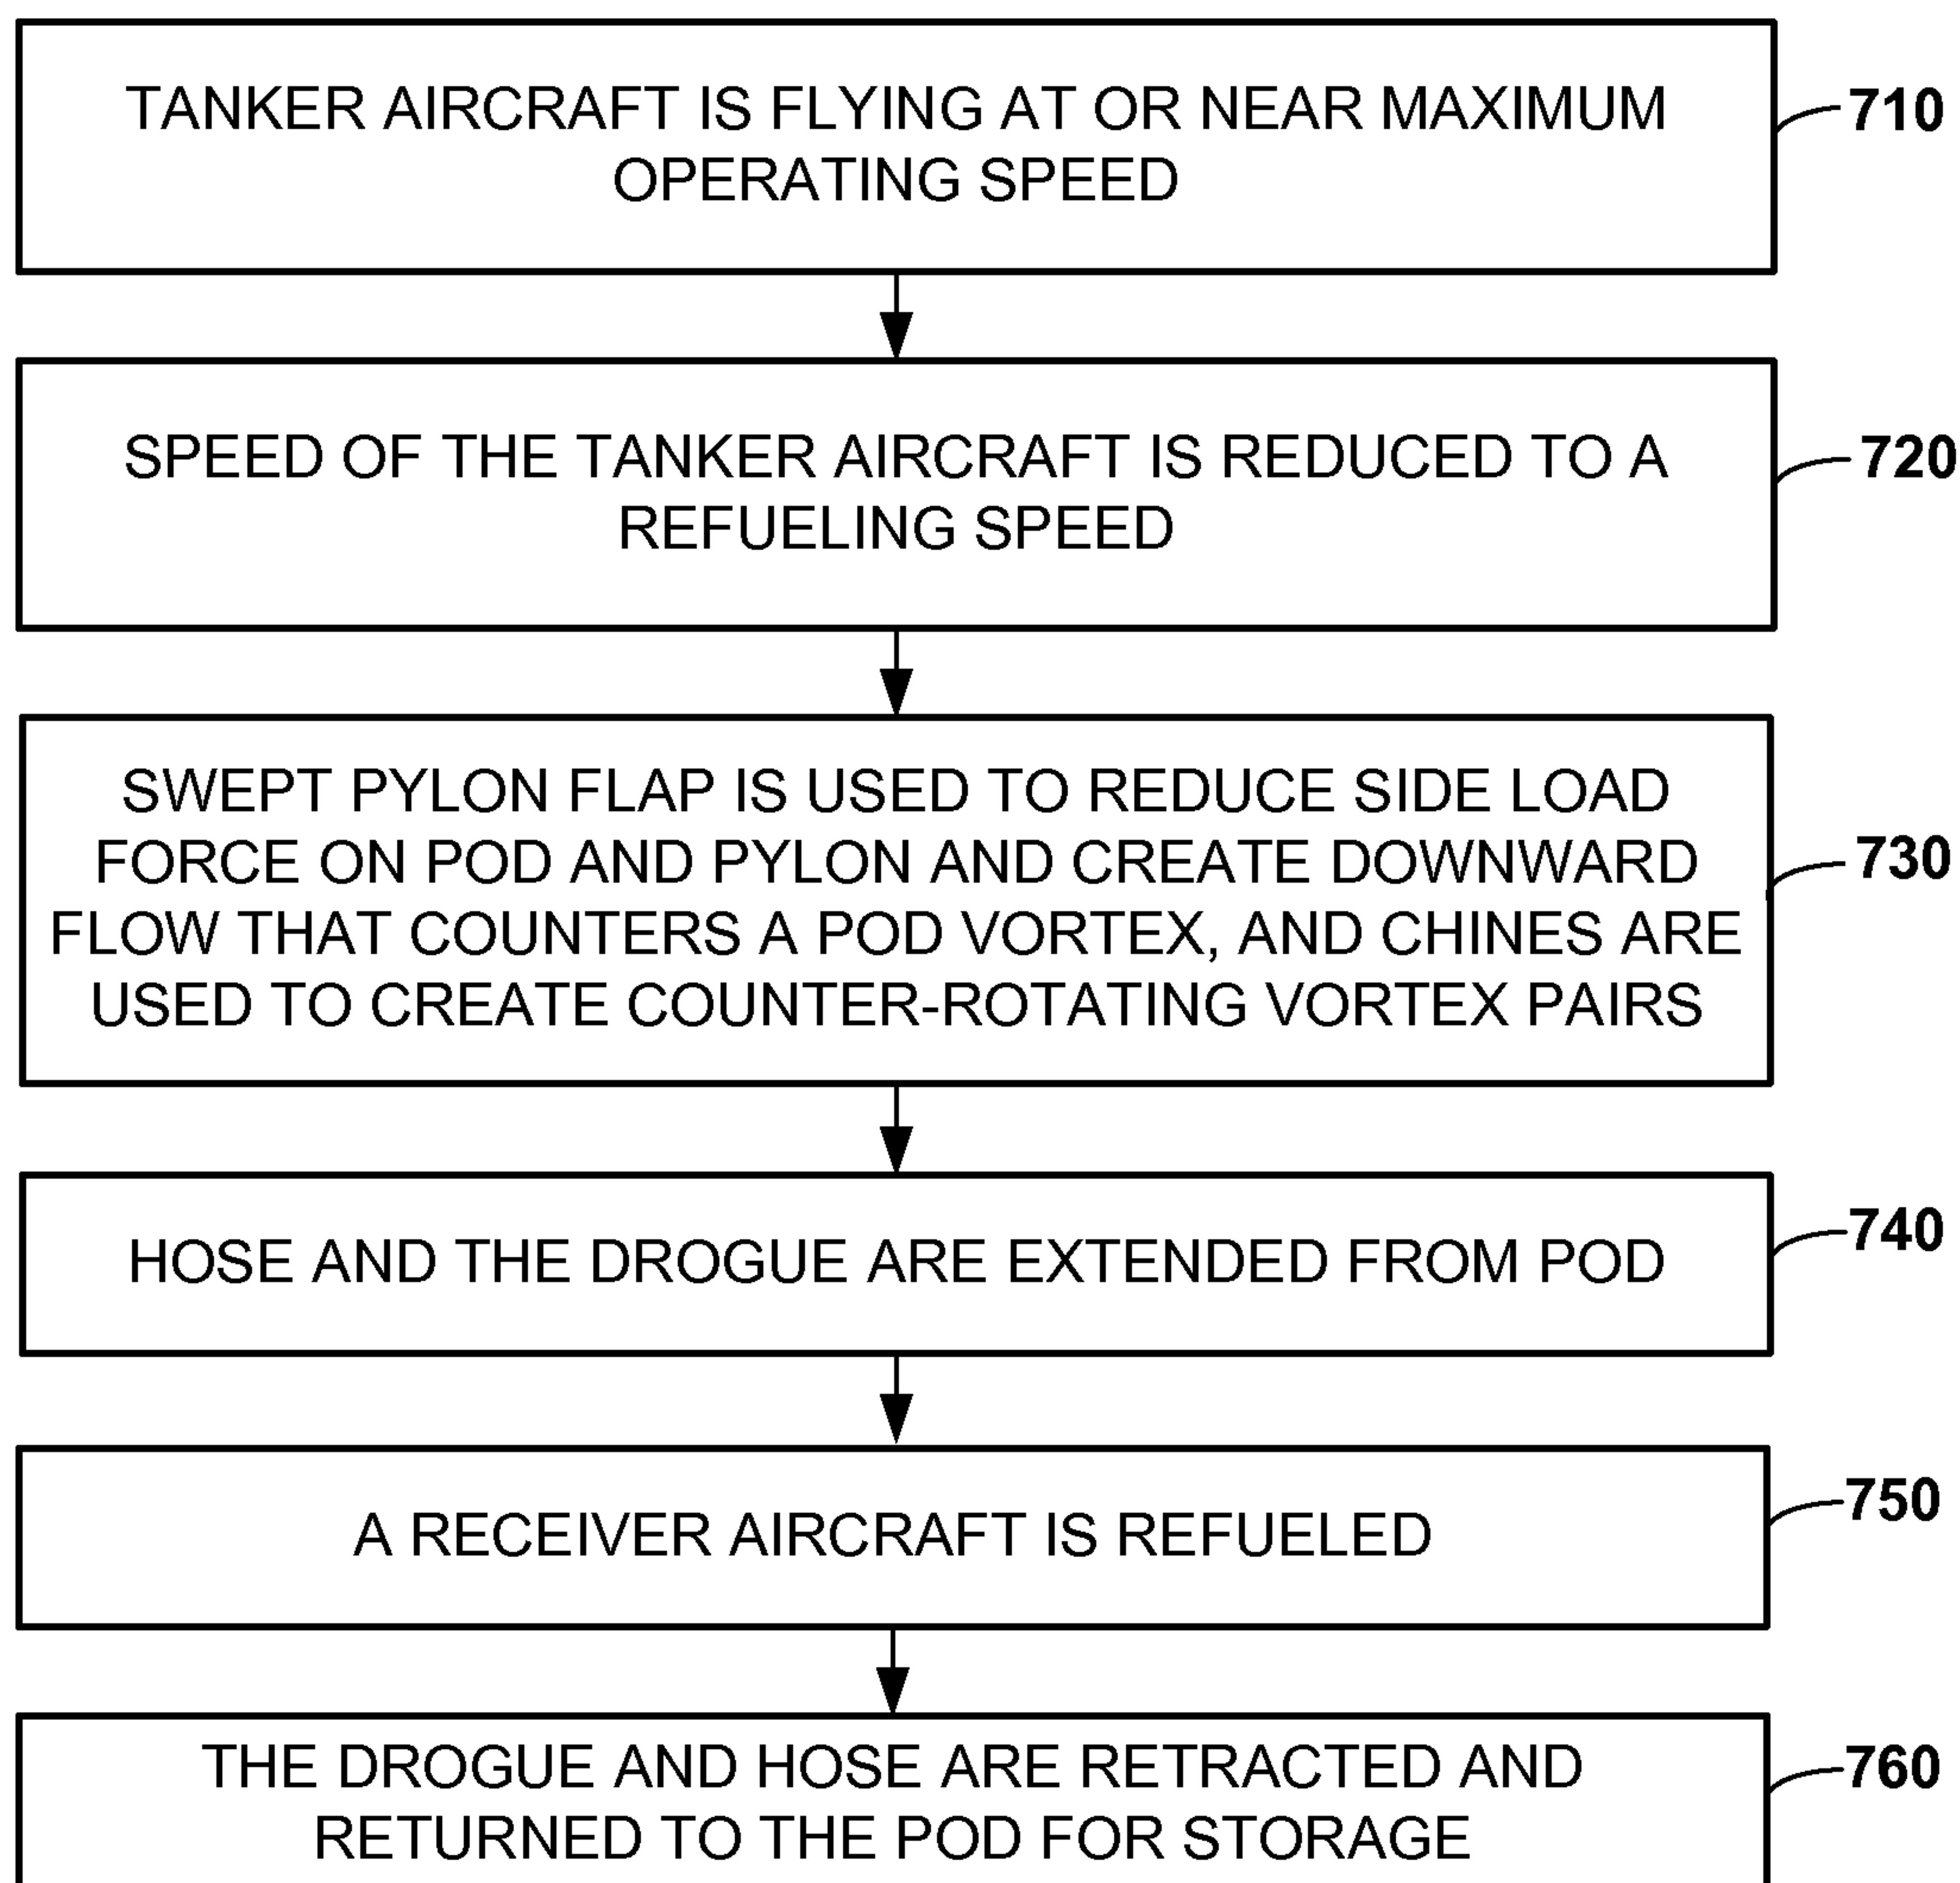 TANKER AIRCRAFT IS FLYING AT OR NEAR MAXIMUM
OPERATING SPEED
710
SPEED OF THE TANKER AIRCRAFT IS REDUCED TO A
REFUELING SPEED
720
SWEPT PYLON FLAP IS USED TO REDUCE SIDE LOAD
FORCE ON POD AND PYLON AND CREATE DOWNWARD
FLOW THAT COUNTERS A POD VORTEX, AND CHINES ARE
USED TO CREATE COUNTER-ROTATING VORTEX PAIRS
730
HOSE AND THE DROGUE ARE EXTENDED FROM POD
740
A RECEIVER AIRCRAFT IS REFUELED
750
THE DROGUE AND HOSE ARE RETRACTED AND
RETURNED TO THE POD FOR STORAGE
760